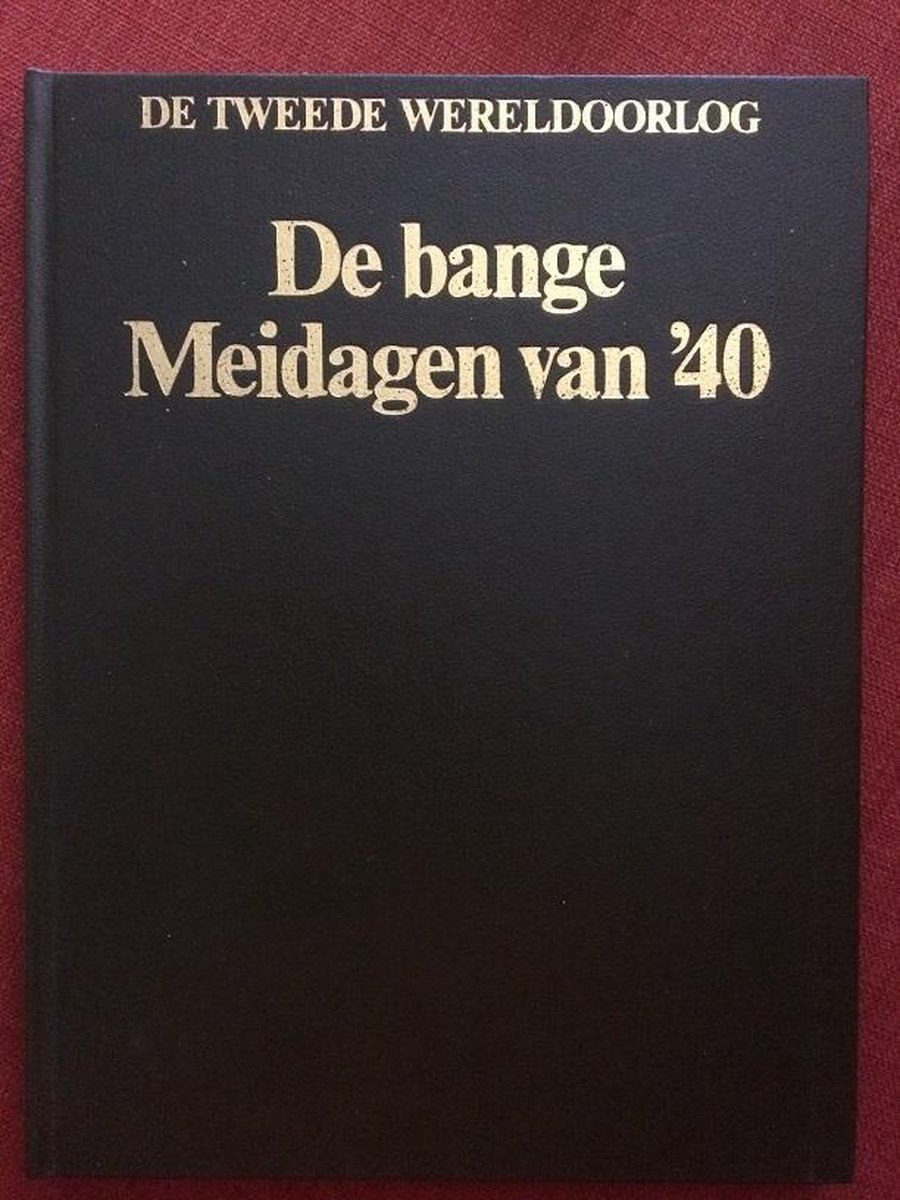 DE TWEEDE WERELDOORLOG
De bange
Meidagen van ’40